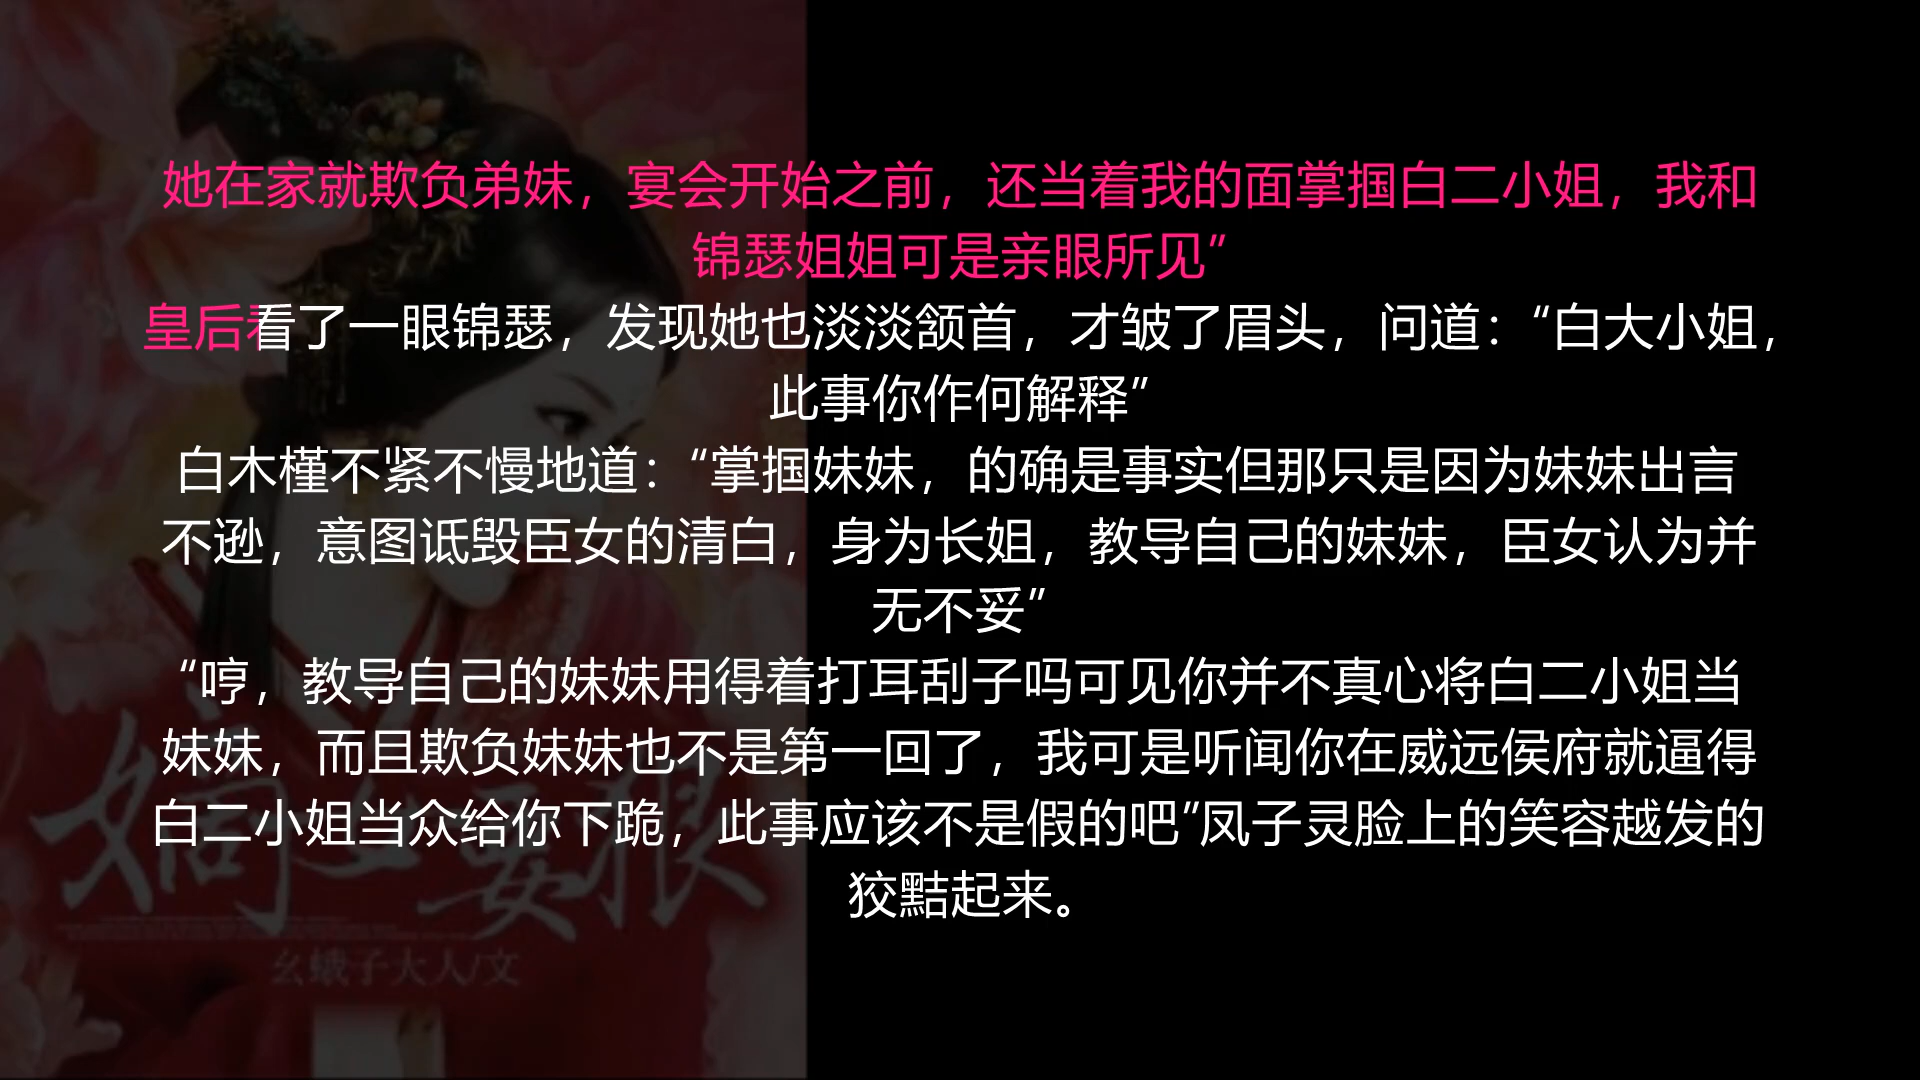 她在家就欺负弟妹，宴会开始之前，还当着我的面掌掴白二小姐，我和
锦瑟姐姐可是亲眼所见”
皇后看了一眼锦瑟，发现她也淡淡颔首，才皱了眉头，问道：“白大小姐，
此事你作何解释”
白木槿不紧不慢地道：“掌掴妹妹，的确是事实但那只是因为妹妹出言
不逊，意图诋毁臣女的清白，身为长姐，教导自己的妹妹，臣女认为并
无不妥”
“哼，教导自己的妹妹用得着打耳刮子吗可见你并不真心将白二小姐当
妹妹，而且欺负妹妹也不是第一回了，我可是听闻你在威远侯府就逼得
白二小姐当众给你下跪，此事应该不是假的吧”凤子灵脸上的笑容越发的
狡黠起来。
嫡女要狠
幺蛾子大人/文